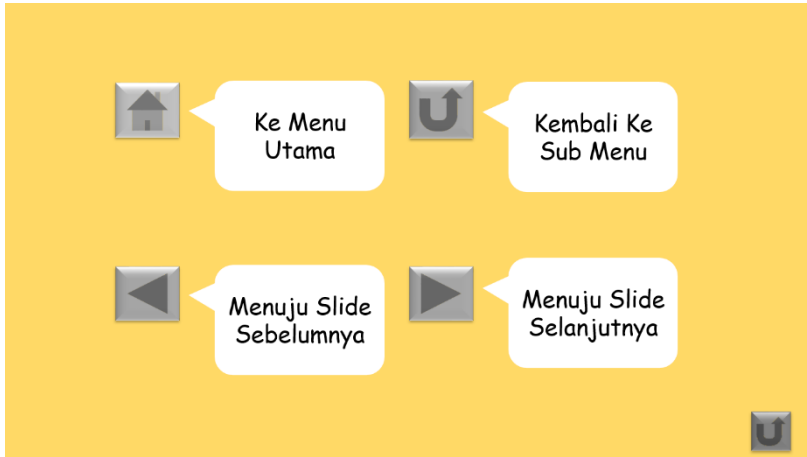 Ke Menu
Utama
Kembali Ke
Sub Menu
Menuju Slide
Sebelumnya
Menuju Slide
Selanjutnya